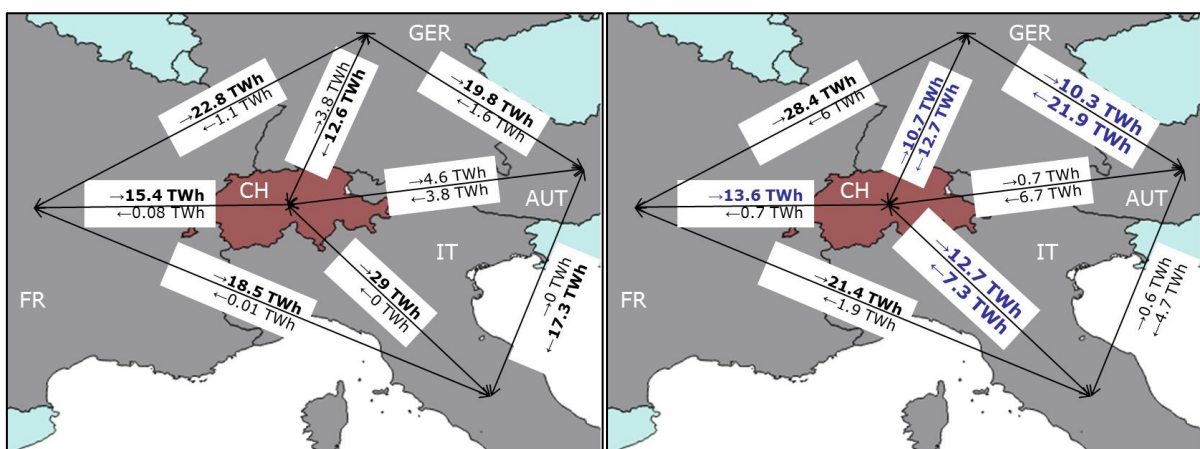 GER
→22.8 TWh
←1.1 TWh
→3.8 TWh
←12.6 TWh
→19.8 TWh
←1.6 TWh
CH
→15.4 TWh
←0.08 TWh
→4.6 TWh
←3.8 TWh
AUT
IT
FR
→18.5 TWh
←0.01 TWh
→29 TWh
←0 TWh
→0 TWh
←17.3 TWh
GER
→28.4 TWh
←6 TWh
→10.7 TWh
←12.7 TWh
→10.3 TWh
←21.9 TWh
CH
→13.6 TWh
←0.7 TWh
→0.7 TWh
←6.7 TWh
AUT
IT
FR
→21.4 TWh
←1.9 TWh
→12.7 TWh
←7.3 TWh
→0.6 TWh
←4.7 TWh